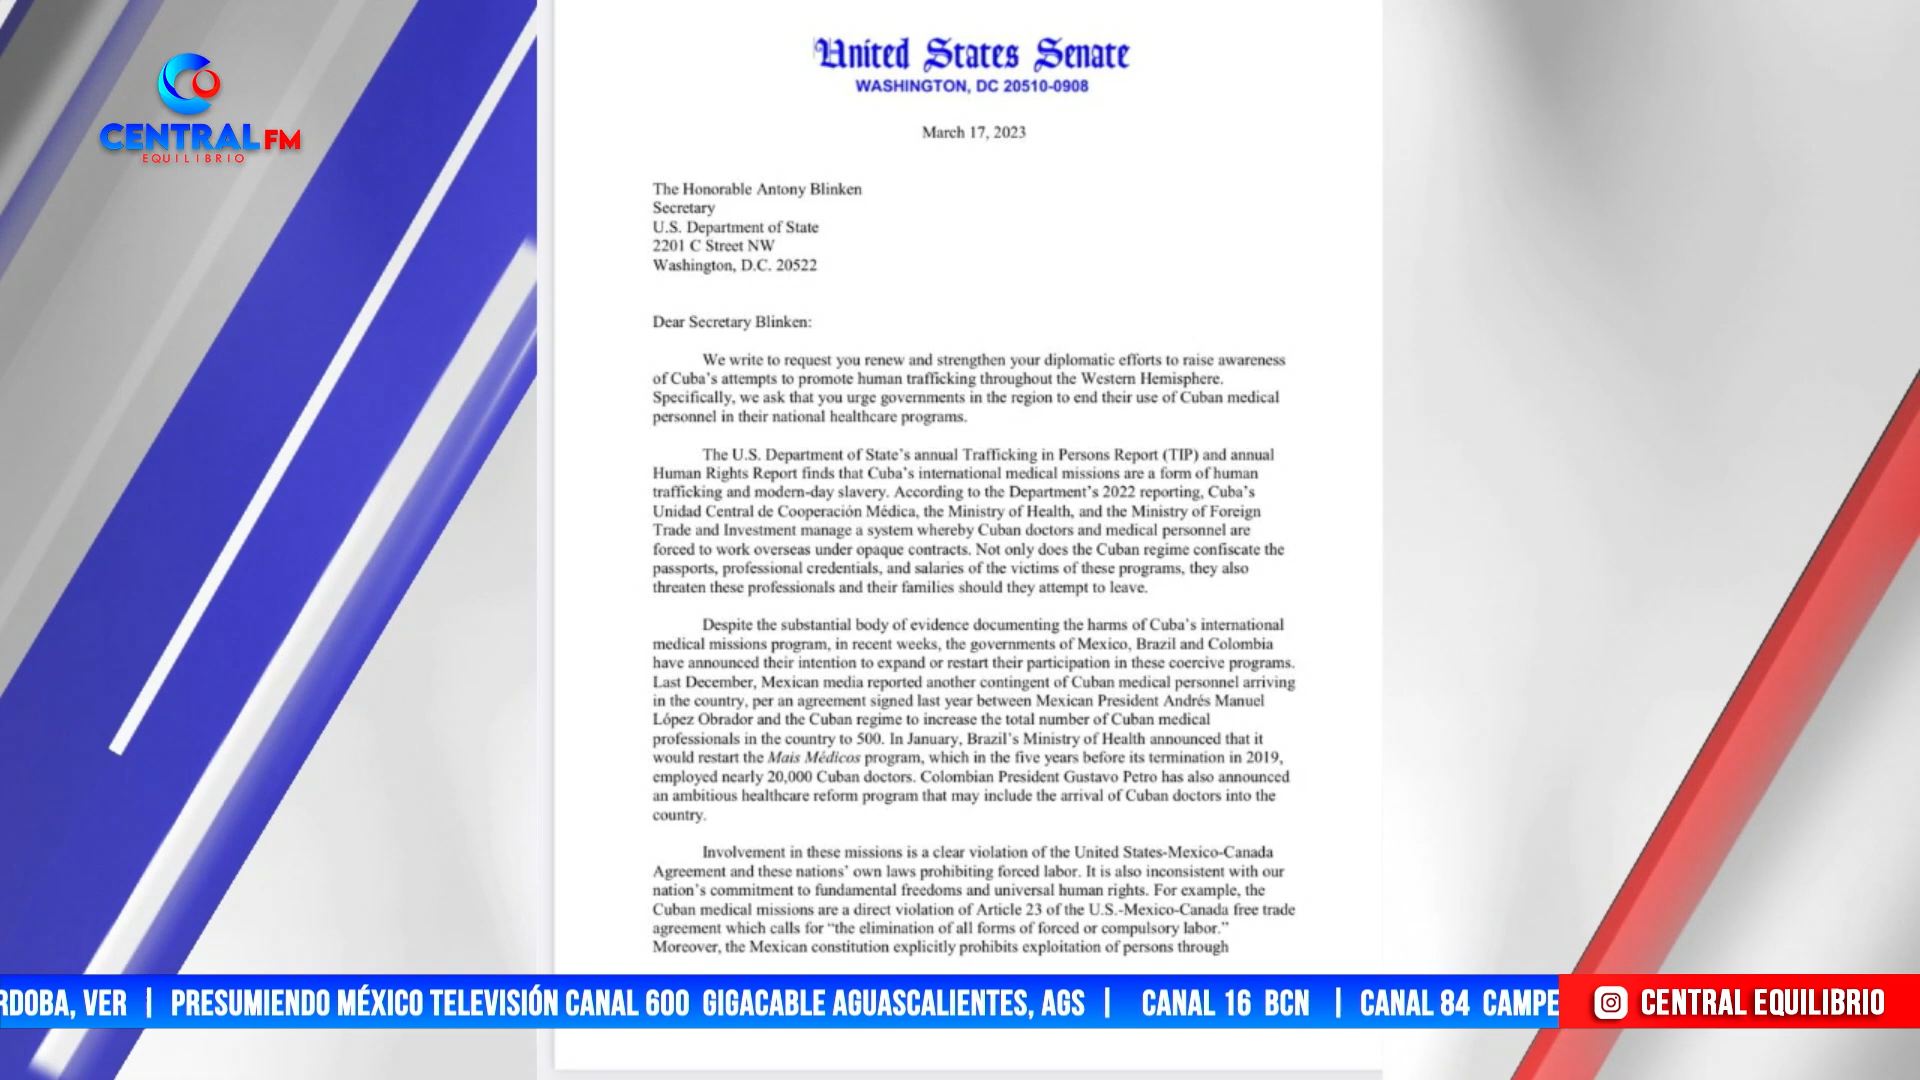 CENTRAL FM
EQUILIBRIO
United States Senate
WASHINGTON, DC 20510-0908
March 17, 2023
The Honorable Antony Blinken
Secretary
U.S. Department of State
2201 C Street NW
Washington, D.C. 20522
Dear Secretary Blinken:
We write to request you renew and strengthen your diplomatic efforts to raise awareness
of Cuba's attempts to promote human trafficking throughout the Western Hemisphere.
Specifically, we ask that you urge governments in the region to end their use of Cuban medical
personnel in their national healthcare programs.
The U.S. Department of State's annual Trafficking in Persons Report (TIP) and annual
Human Rights Report finds that Cuba's international medical missions are a form of human
trafficking and modern-day slavery. According to the Department's 2022 reporting, Cuba's
Unidad Central de Cooperación Médica, the Ministry of Health, and the Ministry of Foreign
Trade and Investment manage a system whereby Cuban doctors and medical personnel are
forced to work overseas under opaque contracts. Not only does the Cuban regime confiscate the
passports, professional credentials, and salaries of the victims of these programs, they also
threaten these professionals and their families should they attempt to leave.
Despite the substantial body of evidence documenting the harms of Cuba's international
medical missions program, in recent weeks, the governments of Mexico, Brazil and Colombia
have announced their intention to expand or restart their participation in these coercive programs.
Last December, Mexican media reported another contingent of Cuban medical personnel arriving
in the country, per an agreement signed last year between Mexican President Andrés Manuel
López Obrador and the Cuban regime to increase the total number of Cuban medical
professionals in the country to 500. In January, Brazil's Ministry of Health announced that it
would restart the Mais Médicos program, which in the five years before its termination in 2019,
employed nearly 20,000 Cuban doctors. Colombian President Gustavo Petro has also announced
an ambitious healthcare reform program that may include the arrival of Cuban doctors into the
country.
Involvement in these missions is a clear violation of the United States-Mexico-Canada
Agreement and these nations' own laws prohibiting forced labor. It is also inconsistent with our
nation's commitment to fundamental freedoms and universal human rights. For example, the
Cuban medical missions are a direct violation of Article 23 of the U.S.-Mexico-Canada free trade
agreement which calls for "the elimination of all forms of forced or compulsory labor."
Moreover, the Mexican constitution explicitly prohibits exploitation of persons through
RDOBA, VER | PRESUMIENDO MÉXICO TELEVISIÓN CANAL 600 GIGACABLE AGUASCALIENTES, AGS | CANAL 16 BCN | CANAL 84 CAMPE
CENTRAL EQUILIBRIO